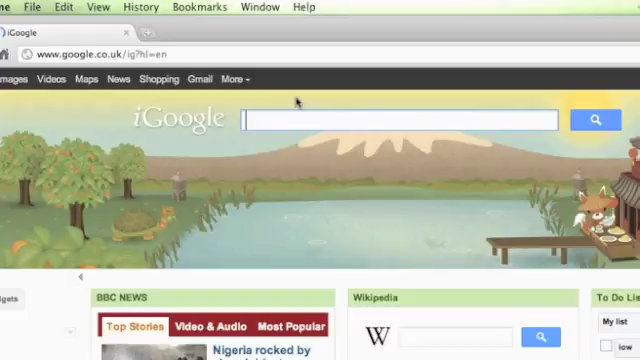 File Edit View History Bookmarks Window Help
iGoogle
www.google.co.uk/ig?hl=en
Videos Maps News Shopping Gmail More
iGoogle
BBC NEWS Wikipedia To Do
Top Stories Video & Audio Most Popular My list
W
low
Nigeria rocked by